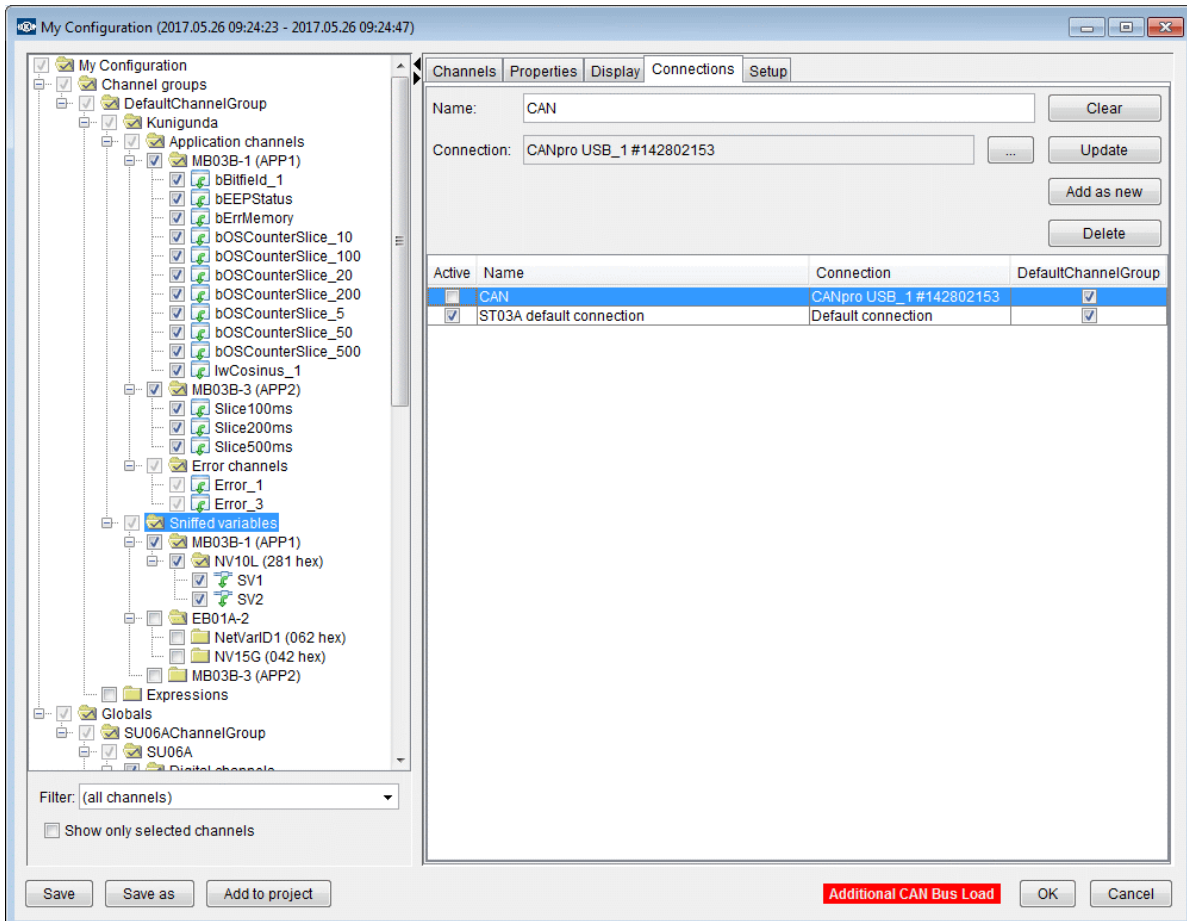 My Configuration (2017.05.26 09:24:23 - 2017.05.26 09:24:47)
My Configuration
Channel groups
DefaultChannelGroup
Kunigunda
Application channels
MB03B-1 (APP1)
bBitfield_1
bEEPStatus
bErrMemory
bOSCounterSlice_10
bOSCounterSlice_100
bOSCounterSlice_20
bOSCounterSlice_200
bOSCounterSlice_5
bOSCounterSlice_50
bOSCounterSlice_500
lwCosinus_1
MB03B-3 (APP2)
Slice100ms
Slice200ms
Slice500ms
Error channels
Error_1
Error_3
Sniffed variables
MB03B-1 (APP1)
NV10L (281 hex)
SV1
SV2
EB01A-2
NetVarID1 (062 hex)
NV15G (042 hex)
MB03B-3 (APP2)
Expressions
Globals
SU06AChannelGroup
SU06A
Digital channels
Filter: (all channels)
Show only selected channels
Channels Properties Display Connections Setup
Name: CAN Clear
Connection: CANpro USB_1 #142802153 ... Update
Add as new
Delete
Active Name Connection DefaultChannelGroup
CAN CANpro USB_1 #142802153
ST03A default connection Default connection
Save Save as Add to project Additional CAN Bus Load OK Cancel